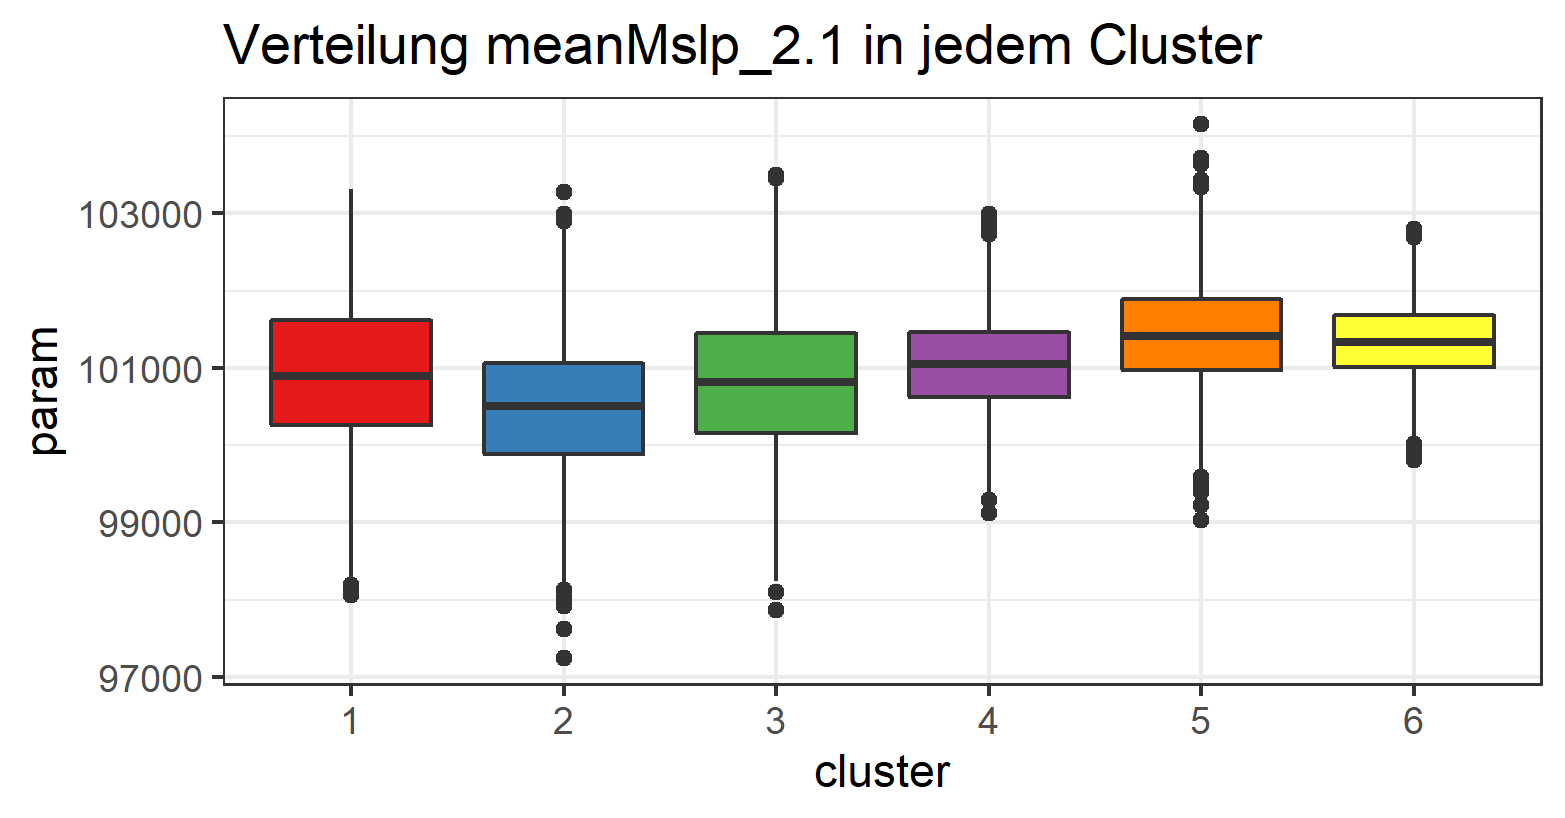 Verteilung meanMslp_2.1 in jedem Cluster
param
103000
101000
99000
97000
1 2 3 4 5 6
cluster